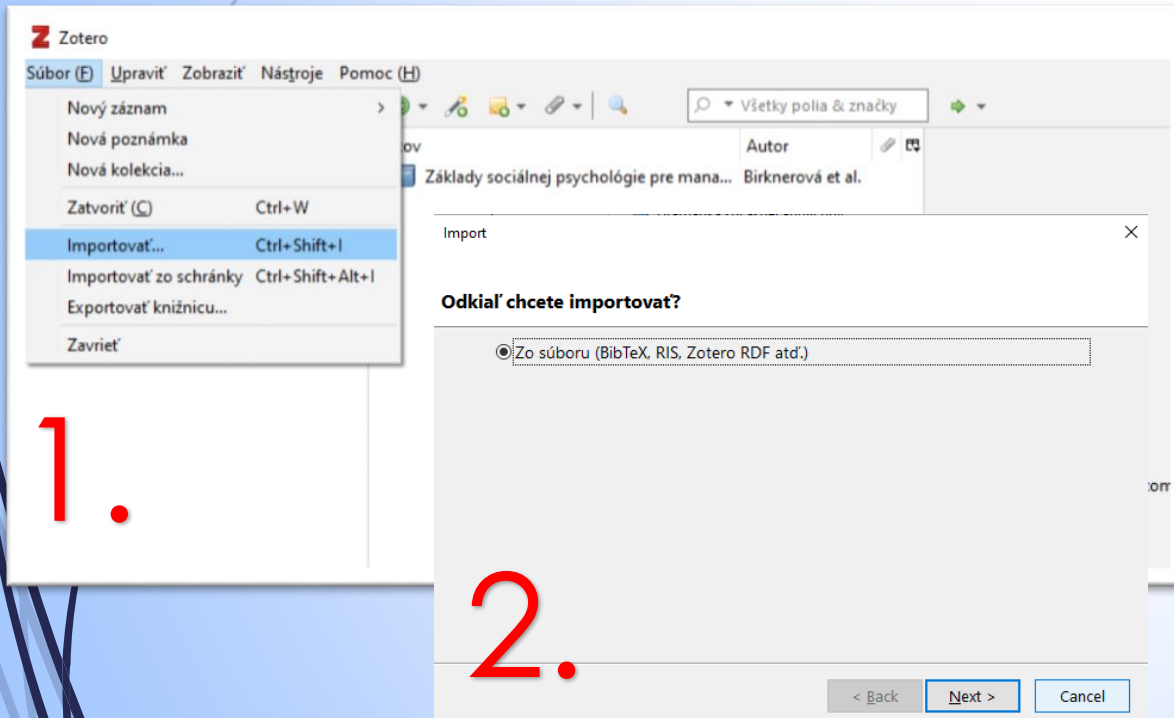 Zotero
Súbor (F) Upraviť Zobraziť Nástroje Pomoc (H)
Nový záznam
Nová poznámka
Nová kolekcia...
Zatvoriť (C) Ctrl+W
Importovať... Ctrl+Shift+I
Importovať zo schránky Ctrl+Shift+Alt+I
Exportovať knižnicu...
Zavrieť
Všetky polia & značky
ov Autor
Základy sociálnej psychológie pre mana... Birknerová et al.
1.
Import
Odkiaľ chcete importovať?
Zo súboru (BibTeX, RIS, Zotero RDF atď.)
2.
< Back Next > Cancel